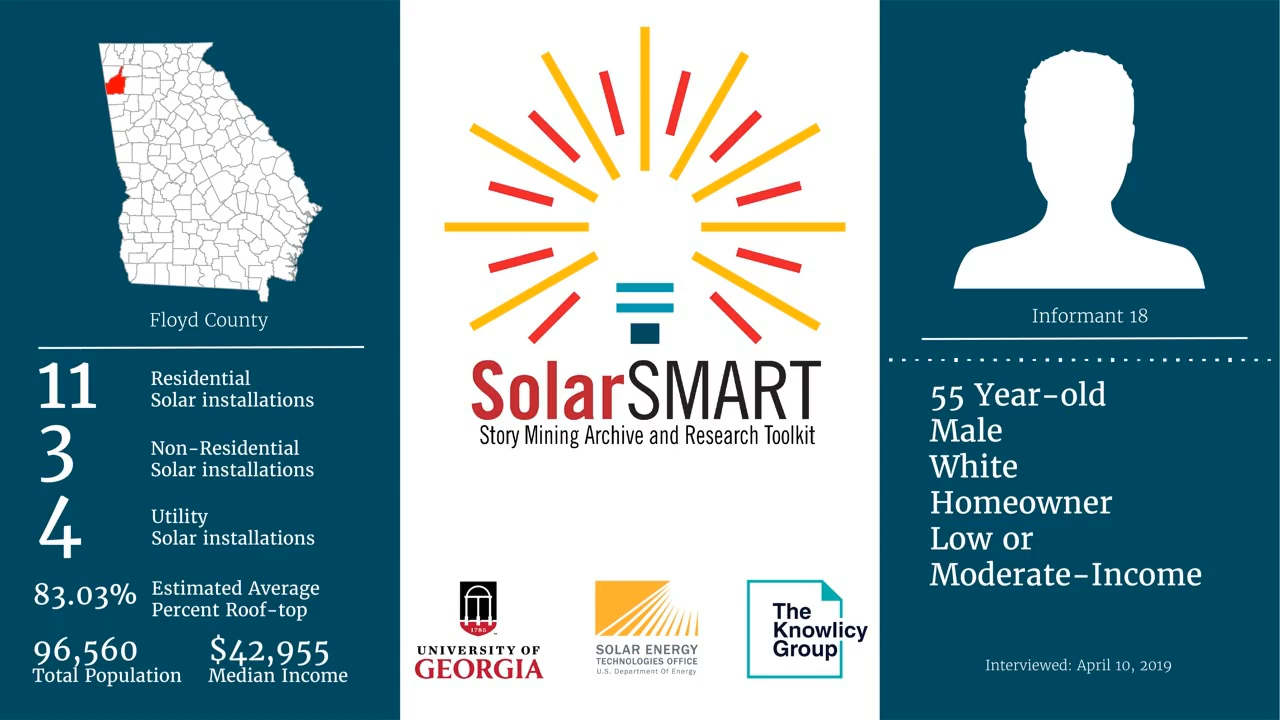 Floyd County
11
Residential
Solar installations
3
Non-Residential
Solar installations
4
Utility
Solar installations
83.03%
Estimated Average
Percent Roof-top
96,560
Total Population
$42,955
Median Income
SolarSMART
Story Mining Archive and Research Toolkit
1785
UNIVERSITY OF
GEORGIA
SOLAR ENERGY
TECHNOLOGIES OFFICE
U.S. Department Of Energy
The
Knowlicy
Group
Informant 18
55 Year-old
Male
White
Homeowner
Low or
Moderate-Income
Interviewed: April 10, 2019